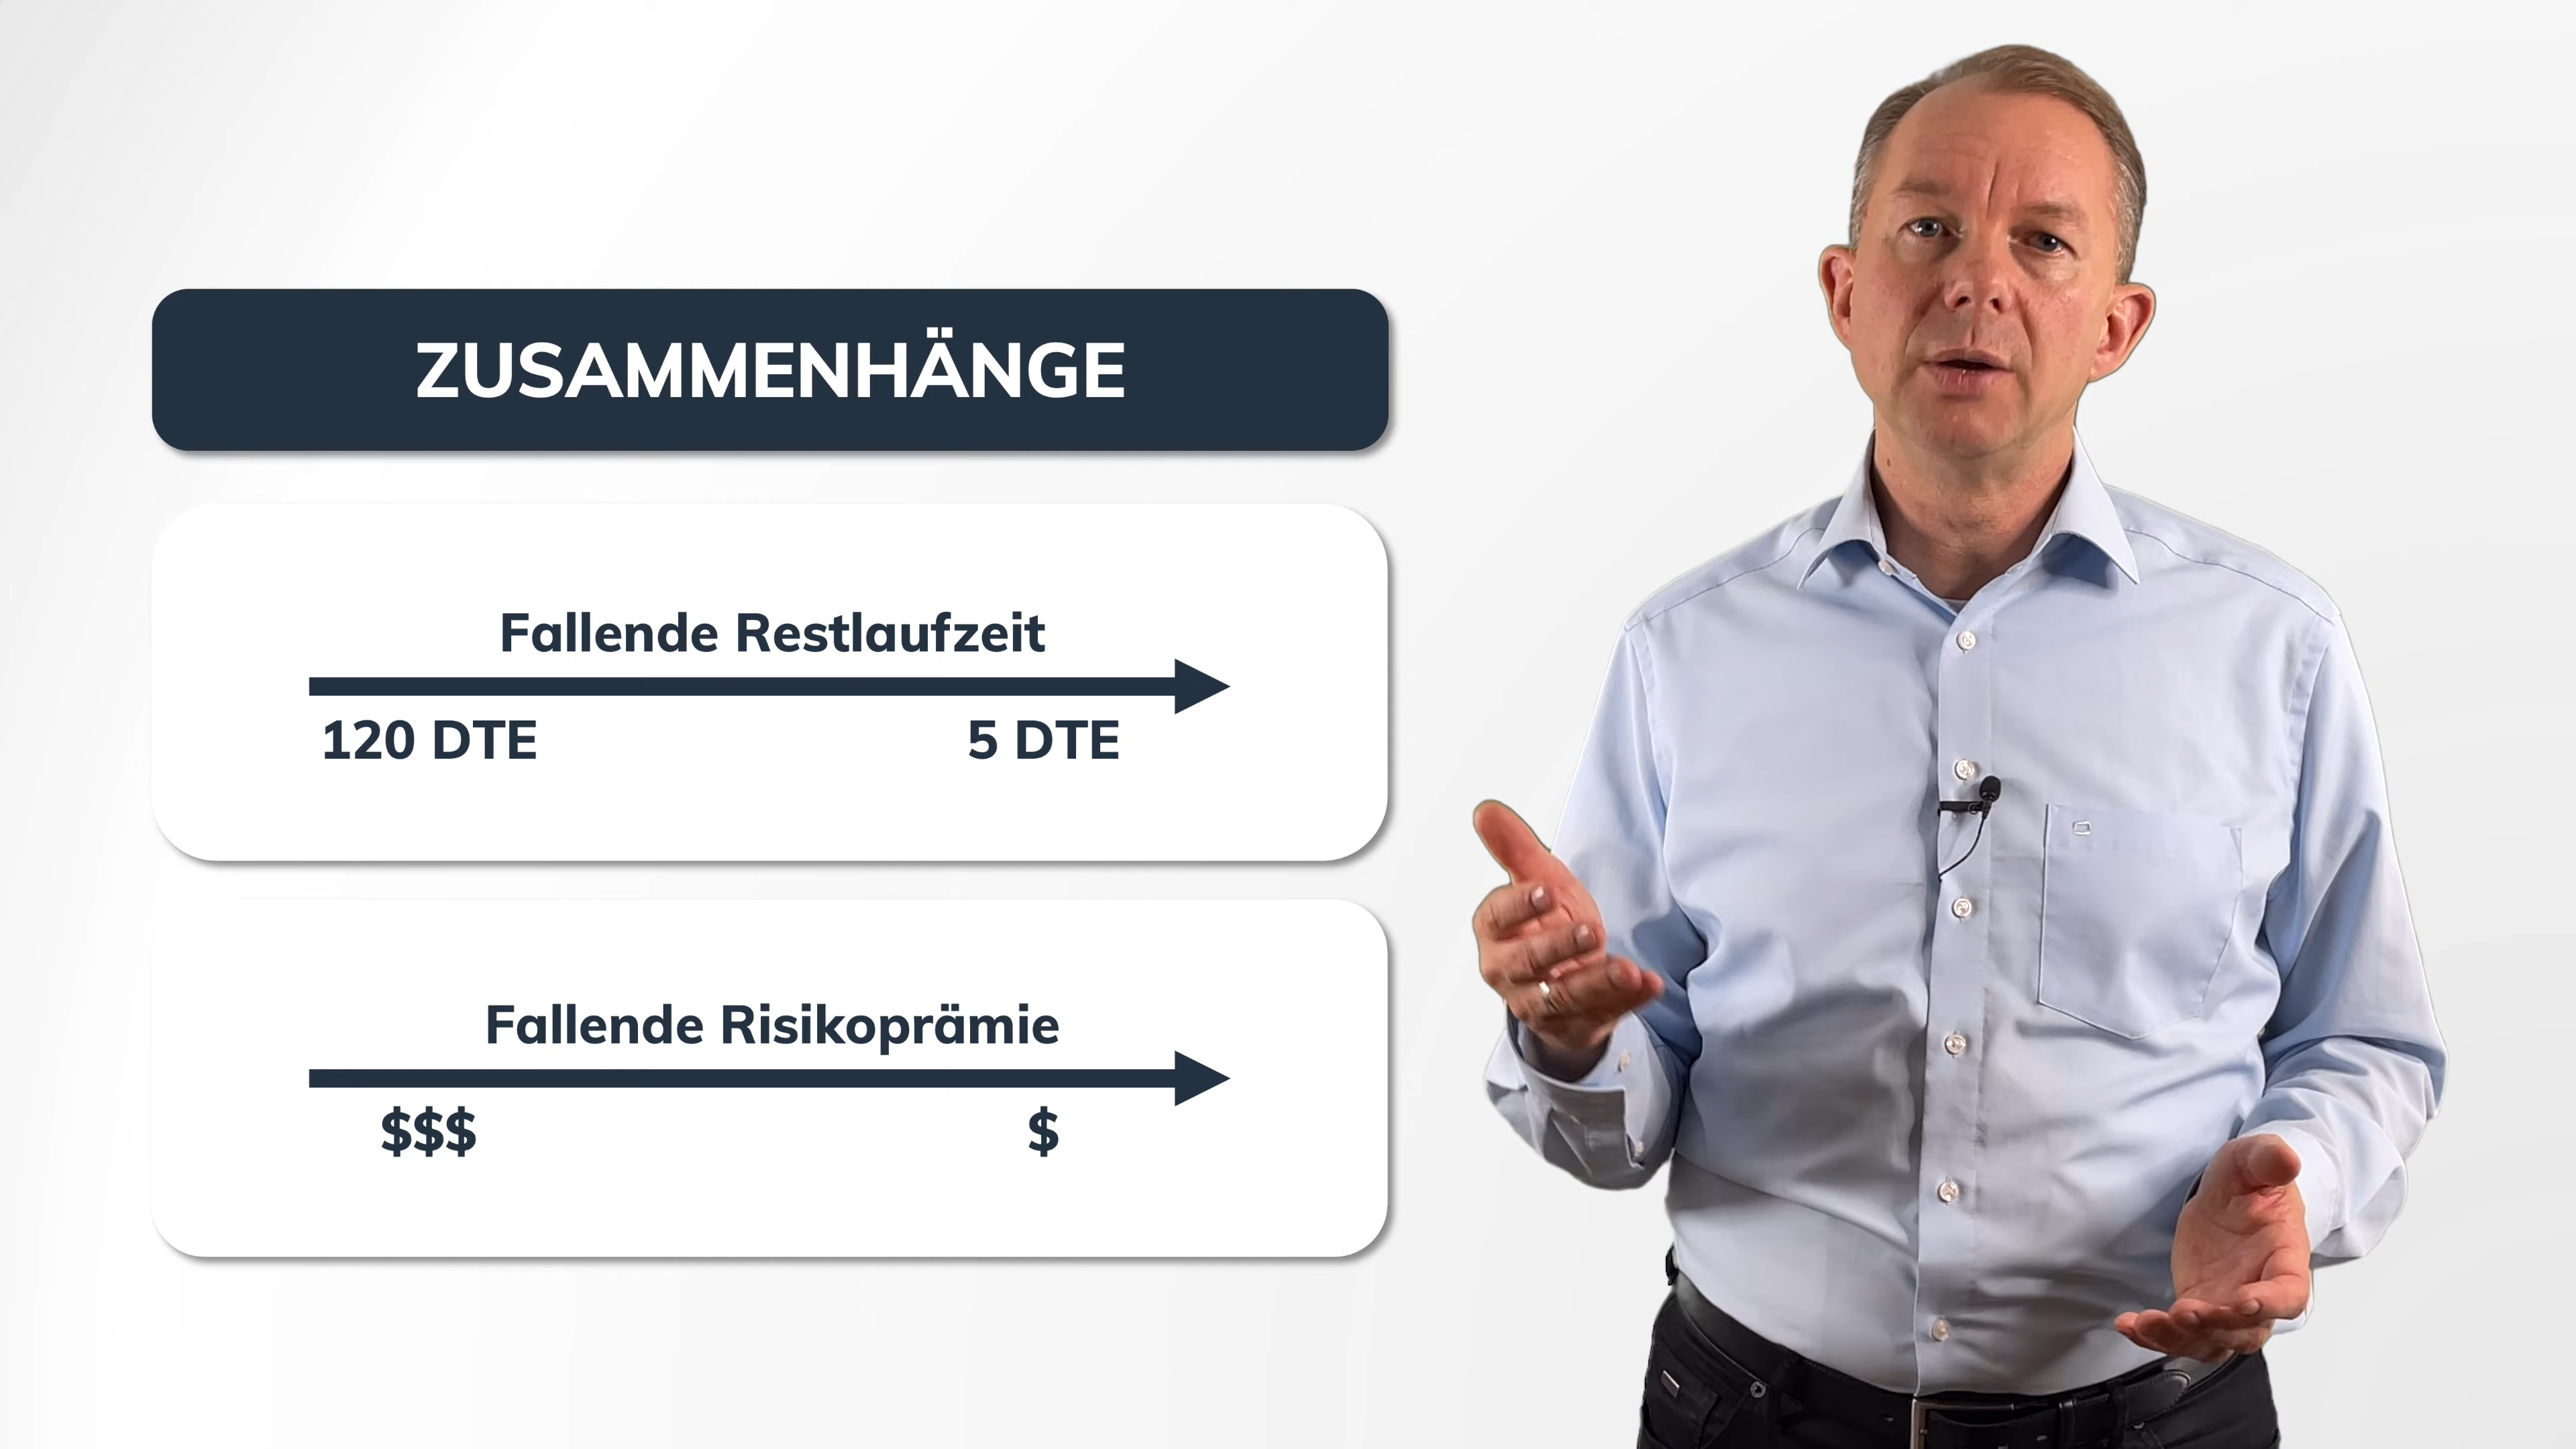 ZUSAMMENHÄNGE
Fallende Restlaufzeit
120 DTE 5 DTE
Fallende Risikoprämie
$$$ $